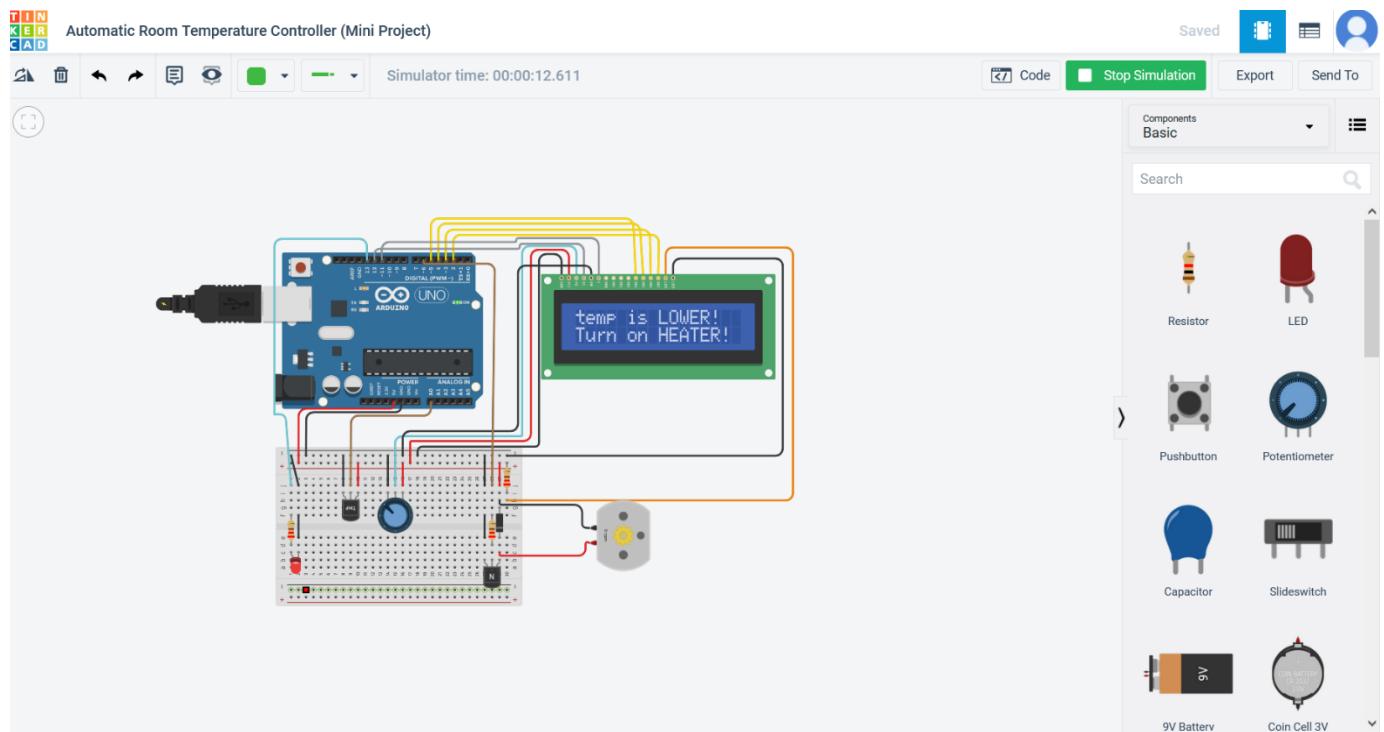 TIN
KER
CAD
Automatic Room Temperature Controller (Mini Project)
Saved
Simulator time: 00:00:12.611
Code
Stop Simulation
Export
Send To
Components
Basic
Search
Resistor
LED
Pushbutton
Potentiometer
Capacitor
Slideswitch
9V
9V Battery
Coin Cell 3V
DIGITAL (PWM~)
UNO
ARDUINO
ON
POWER
ANALOG IN
temp is LOWER!
Turn on HEATER!
TMP
N